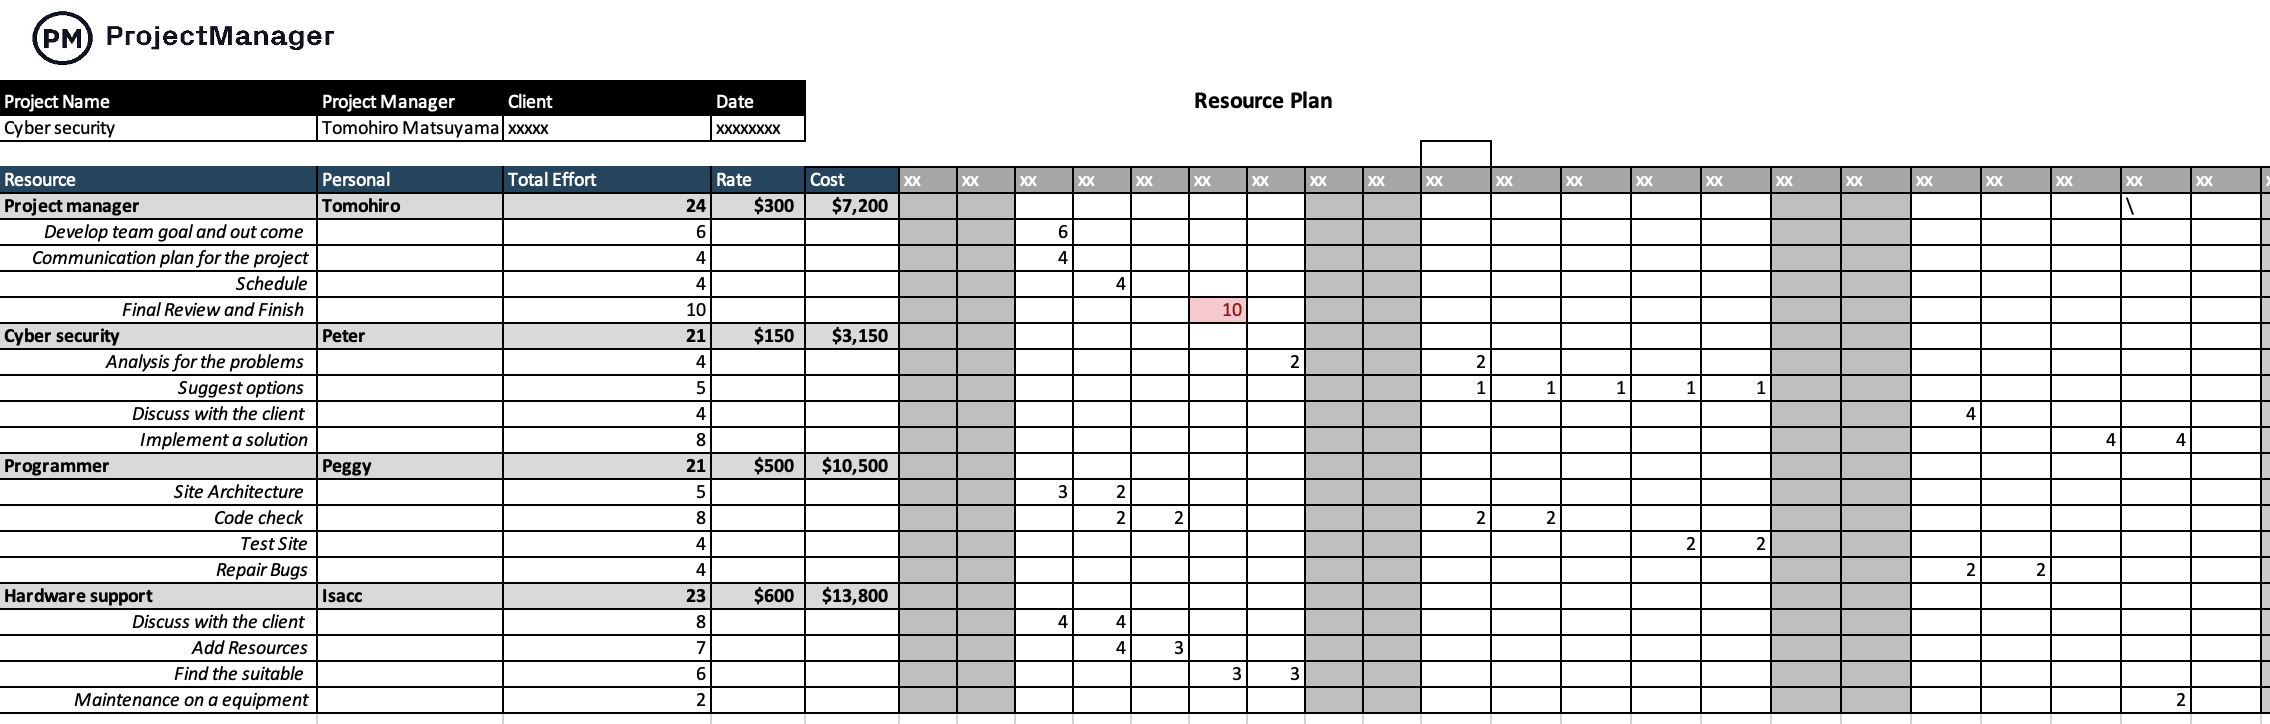 PM ProjectManager
Project Name Project Manager Client Date
Resource Plan
Cyber security Tomohiro Matsuyama xxxxx xxxxxxxx
Resource Personal Total Effort Rate Cost xx xx xx xx xx xx xx xx xx xx xx xx xx xx xx xx xx xx xx xx xx
Project manager Tomohiro 24 $300 $7,200 \
Develop team goal and out come 6 6
Communication plan for the project 4 4
Schedule 4 4
Final Review and Finish 10 10
Cyber security Peter 21 $150 $3,150
Analysis for the problems 4 2 2
Suggest options 5 1 1 1 1 1
Discuss with the client 4 4
Implement a solution 8 4 4
Programmer Peggy 21 $500 $10,500
Site Architecture 5 3 2
Code check 8 2 2 2 2
Test Site 4 2 2
Repair Bugs 4 2 2
Hardware support Isacc 23 $600 $13,800
Discuss with the client 8 4 4
Add Resources 7 4 3
Find the suitable 6 3 3
Maintenance on a equipment 2 2